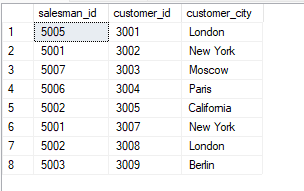 salesman_id customer_id customer_city
1 5005 3001 London
2 5001 3002 New York
3 5007 3003 Moscow
4 5006 3004 Paris
5 5002 3005 California
6 5001 3007 New York
7 5002 3008 London
8 5003 3009 Berlin